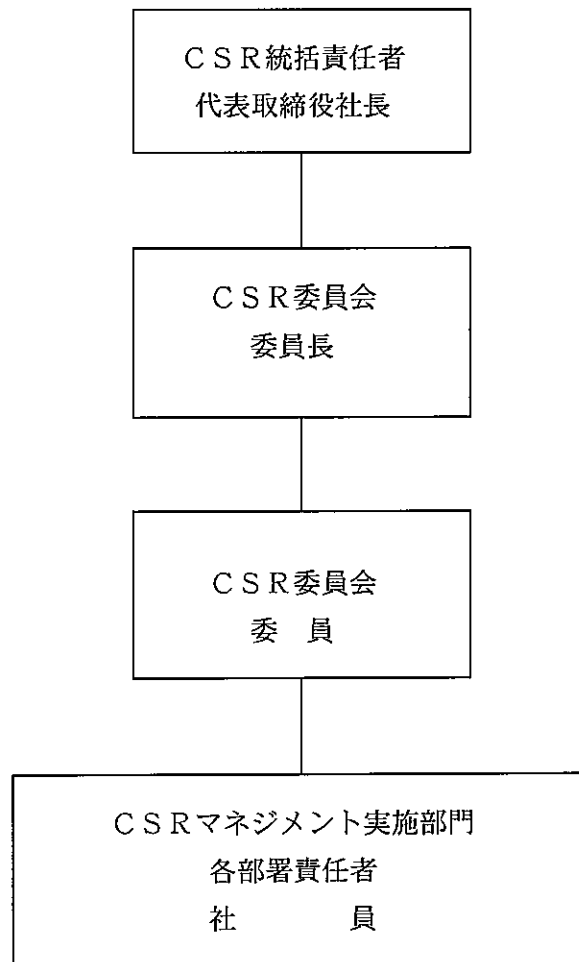 ＣＳＲ統括責任者
代表取締役社長
ＣＳＲ委員会
委員長
ＣＳＲ委員会
委　員
ＣＳＲマネジメント実施部門
各部署責任者
社　　　　員